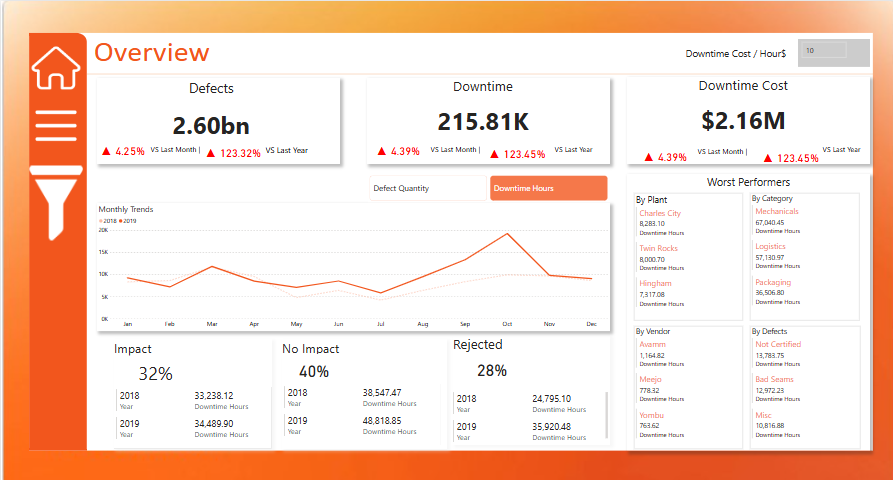 Overview
Downtime Cost / Hour$
10
Defects
2.60bn
▲ 4.25% VS Last Month | ▲ 123.32% VS Last Year
Downtime
215.81K
▲ 4.39% VS Last Month | ▲ 123.45% VS Last Year
Downtime Cost
$2.16M
▲ 4.39% VS Last Month | ▲ 123.45% VS Last Year
Defect Quantity
Downtime Hours
Monthly Trends
2018 2019
20K
15K
10K
5K
0K
Jan Feb Mar Apr May Jun Jul Aug Sep Oct Nov Dec
Impact
32%
2018 33,238.12
Year Downtime Hours
2019 34,489.90
Year Downtime Hours
No Impact
40%
2018 38,547.47
Year Downtime Hours
2019 48,818.85
Year Downtime Hours
Rejected
28%
2018 24,795.10
Year Downtime Hours
2019 35,920.48
Year Downtime Hours
Worst Performers
By Plant
Charles City
8,283.10
Downtime Hours
Twin Rocks
8,000.70
Downtime Hours
Hingham
7,317.08
Downtime Hours
By Category
Mechanicals
67,040.45
Downtime Hours
Logistics
57,130.97
Downtime Hours
Packaging
36,506.80
Downtime Hours
By Vendor
Avamm
1,164.82
Downtime Hours
Meejo
778.32
Downtime Hours
Yombu
763.62
Downtime Hours
By Defects
Not Certified
13,783.75
Downtime Hours
Bad Seams
12,972.23
Downtime Hours
Misc
10,816.88
Downtime Hours